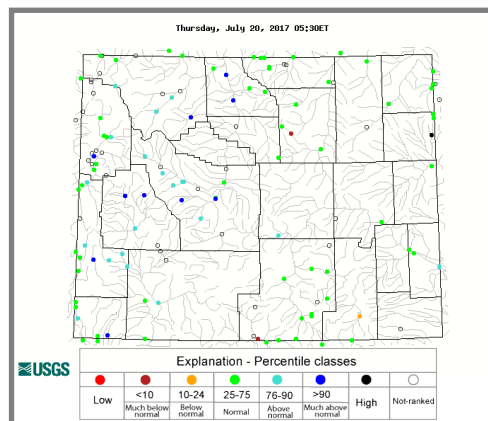 Thursday, July 20, 2017 05:30ET
USGS
Explanation - Percentile classes
Low
<10
10-24
25-75
76-90
>90
High
Not-ranked
Much below normal
Below normal
Normal
Above normal
Much above normal